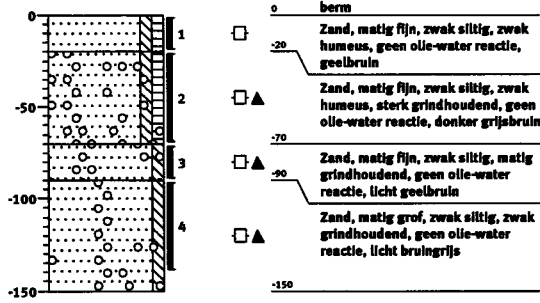 0
-50
-100
-150
1
2
3
4
0 berm
Zand, matig fijn, zwak siltig, zwak
humeus, geen olie-water reactie,
geelbruin
-20
Zand, matig fijn, zwak siltig, zwak
humeus, sterk grindhoudend, geen
olie-water reactie, donker grijsbruin
-70
Zand, matig fijn, zwak siltig, matig
grindhoudend, geen olie-water
reactie, licht geelbruin
-90
Zand, matig grof, zwak siltig, zwak
grindhoudend, geen olie-water
reactie, licht bruingrijs
-150